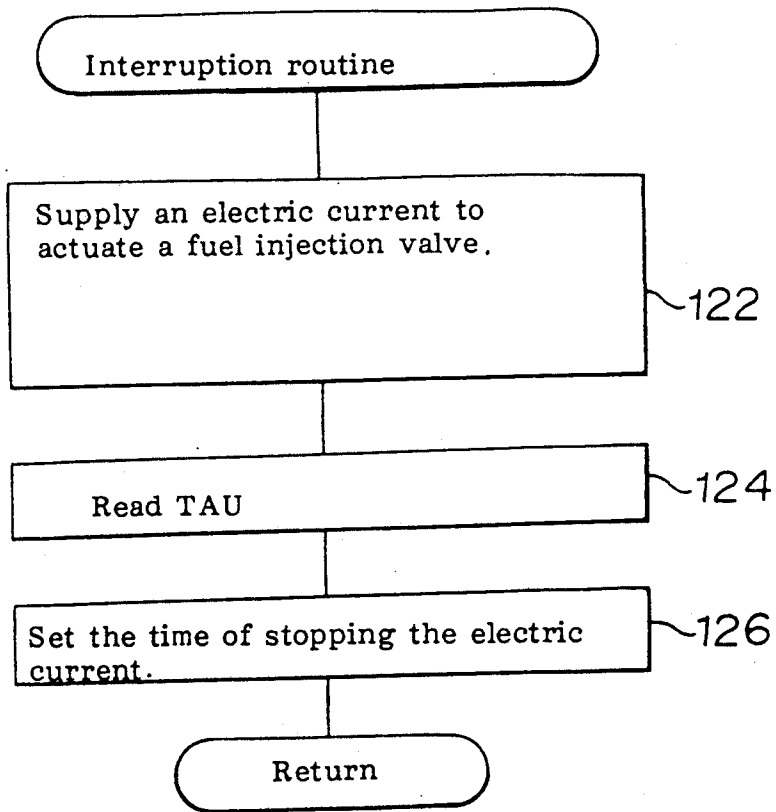 Interruption routine
Supply an electric current to
actuate a fuel injection valve.
122
Read TAU
124
Set the time of stopping the electric
current.
126
Return